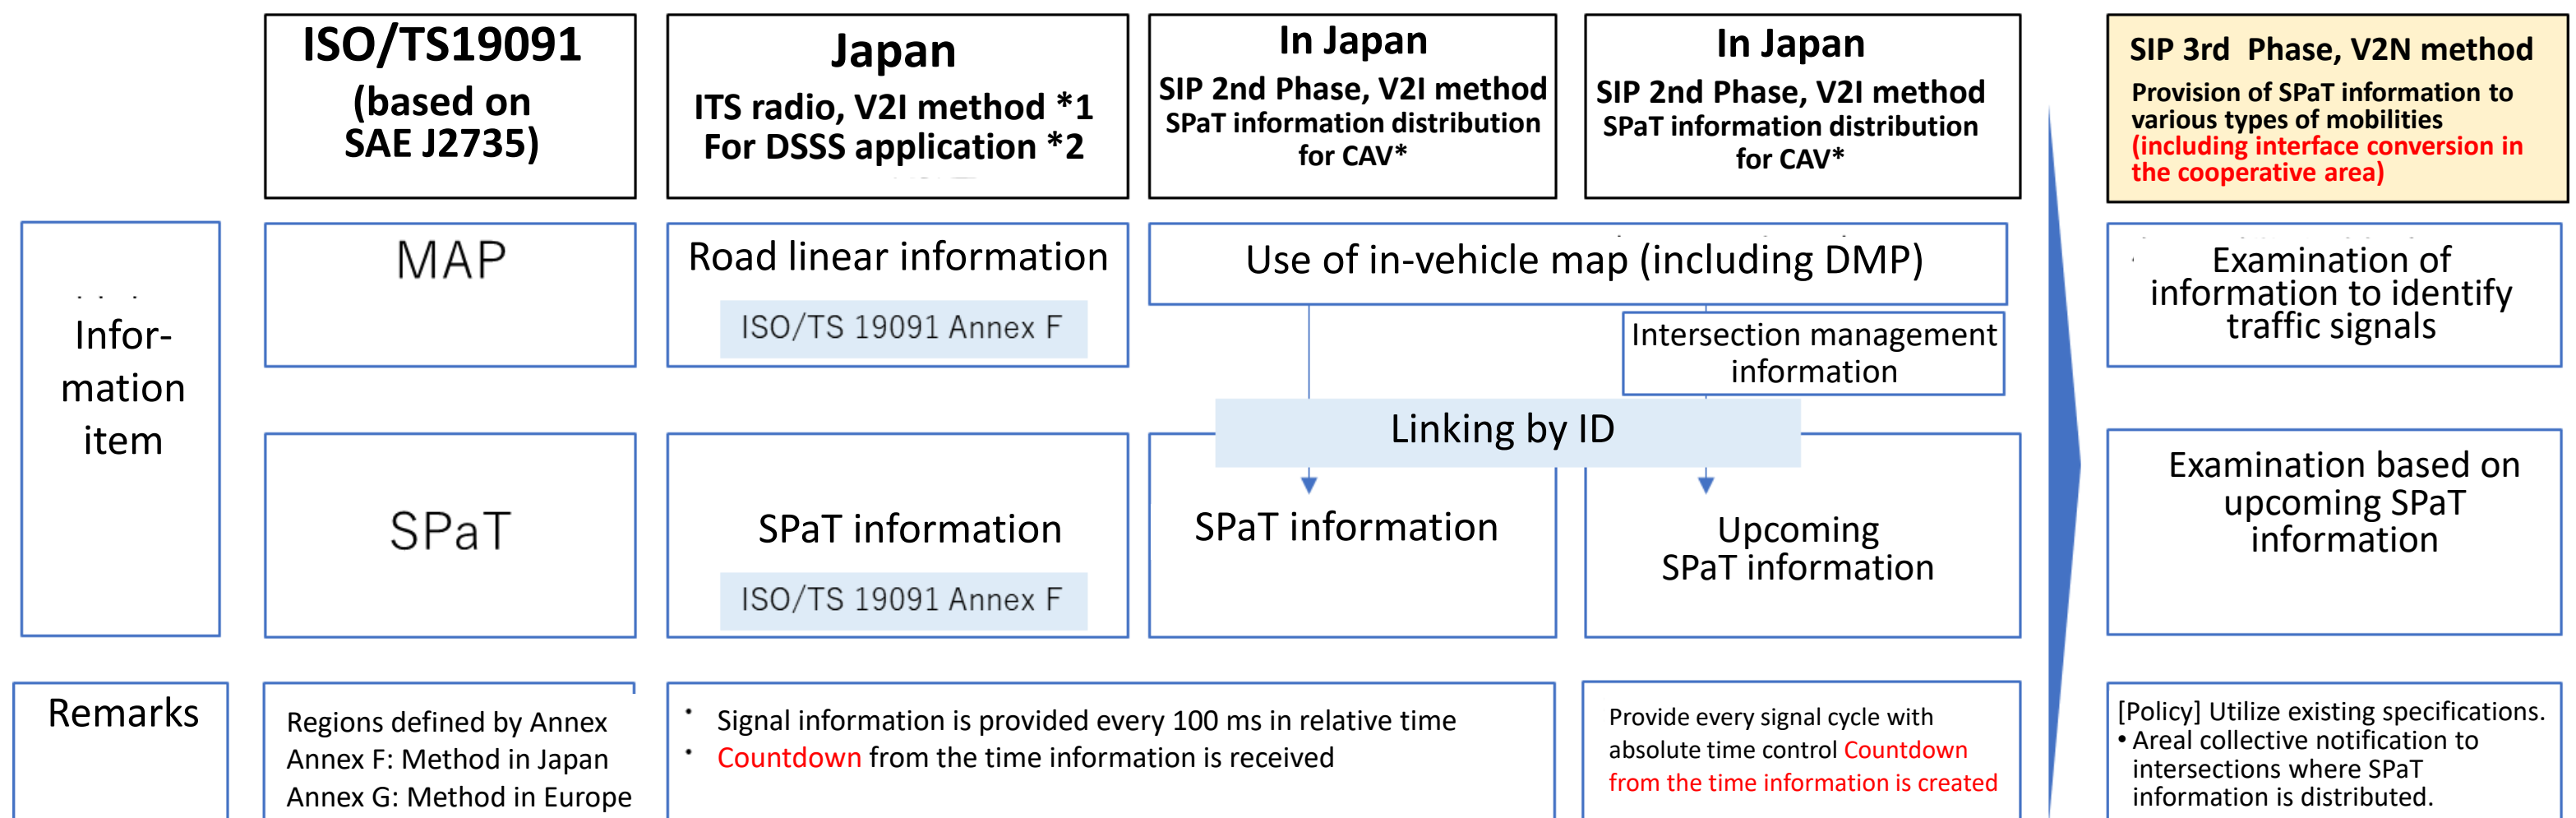 ISO/TS19091
(based on
SAE J2735)
Japan
ITS radio, V2I method *1
For DSSS application *2
In Japan
SIP 2nd Phase, V2I method
SPaT information distribution
for CAV*
In Japan
SIP 2nd Phase, V2I method
SPaT information distribution
for CAV*
SIP 3rd Phase, V2N method
Provision of SPaT information to
various types of mobilities
(including interface conversion in
the cooperative area)
Infor-
mation
item
MAP
Road linear information
ISO/TS 19091 Annex F
Use of in-vehicle map (including DMP)
Intersection management
information
Examination of
information to identify
traffic signals
Linking by ID
SPaT
SPaT information
ISO/TS 19091 Annex F
SPaT information
Upcoming
SPaT information
Examination based on
upcoming SPaT
information
Remarks
Regions defined by Annex
Annex F: Method in Japan
Annex G: Method in Europe
• Signal information is provided every 100 ms in relative time
• Countdown from the time information is received
Provide every signal cycle with
absolute time control Countdown
from the time information is created
[Policy] Utilize existing specifications.
• Areal collective notification to
intersections where SPaT
information is distributed.